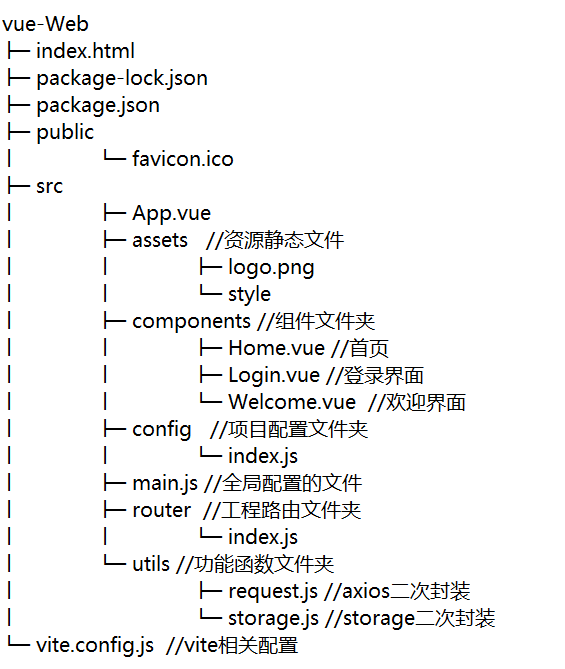 vue-Web
├─ index.html
├─ package-lock.json
├─ package.json
├─ public
│  └─ favicon.ico
├─ src
│  ├─ App.vue
│  ├─ assets   //资源静态文件
│  │  ├─ logo.png
│  │  └─ style
│  ├─ components //组件文件夹
│  │  ├─ Home.vue //首页
│  │  ├─ Login.vue //登录界面
│  │  └─ Welcome.vue  //欢迎界面
│  ├─ config   //项目配置文件夹
│  │  └─ index.js
│  ├─ main.js //全局配置的文件
│  ├─ router  //工程路由文件夹
│  │  └─ index.js
│  └─ utils //功能函数文件夹
│     ├─ request.js //axios二次封装
│     └─ storage.js //storage二次封装
└─ vite.config.js  //vite相关配置